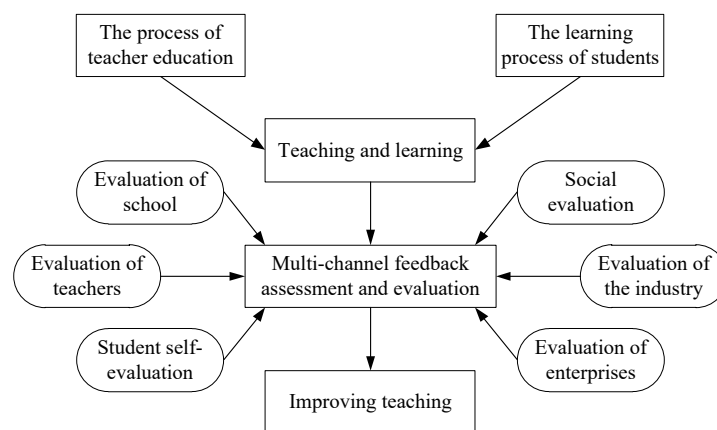 The process of
teacher education
The learning
process of students
Teaching and learning
Evaluation of
school
Social
evaluation
Evaluation of
teachers
Multi-channel feedback
assessment and evaluation
Evaluation of
the industry
Student self-
evaluation
Evaluation of
enterprises
Improving teaching